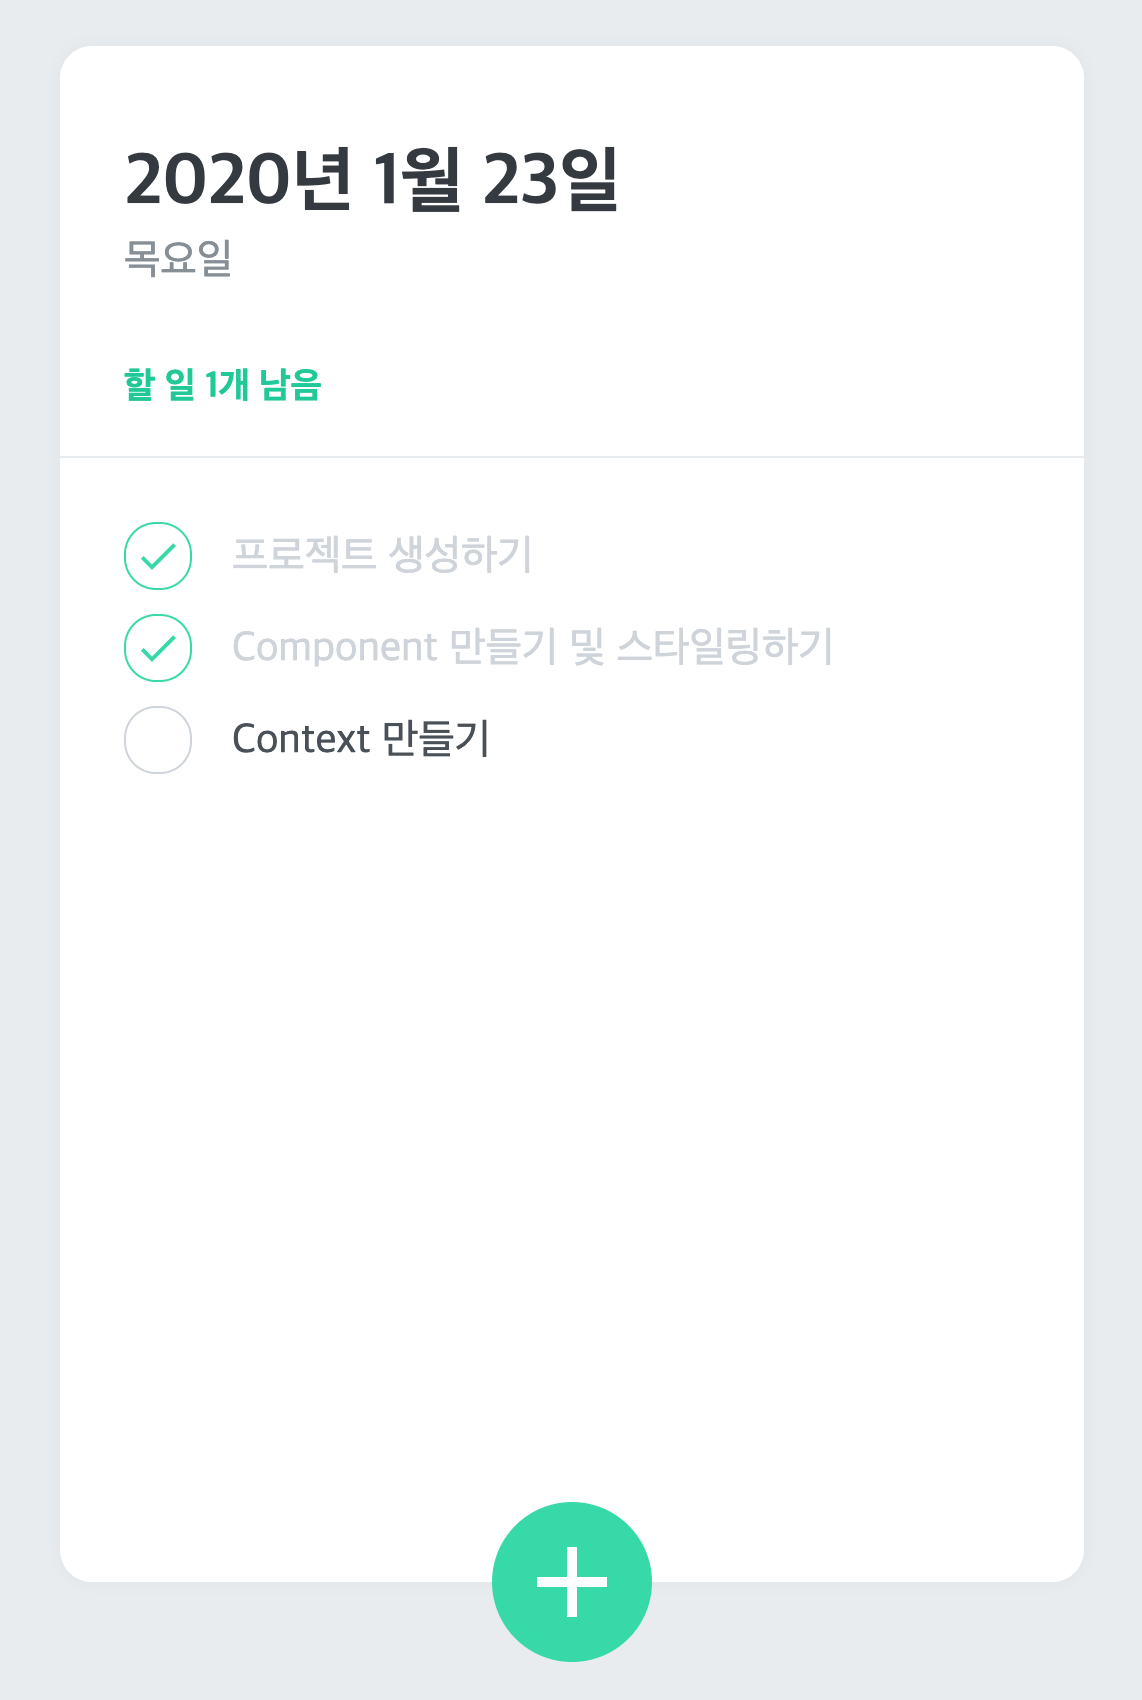 2020년 1월 23일
목요일
할 일 1개 남음
프로젝트 생성하기
Component 만들기 및 스타일링하기
Context 만들기